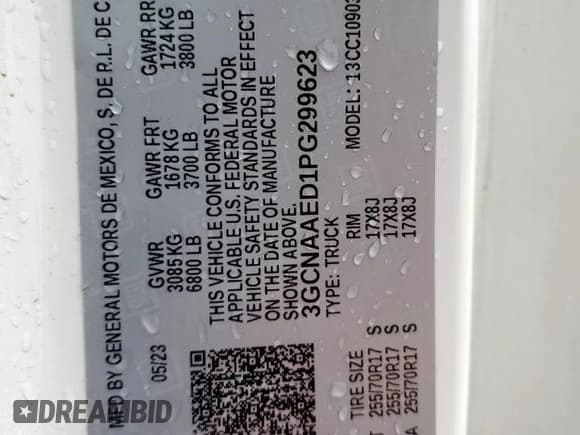 MFD BY GENERAL MOTORS DE MEXICO, S. DE R.L. DE C
05/23 GVWR GAWR FRT GAWR RR
3085 KG 1678 KG 1724 KG
6800 LB 3700 LB 3800 LB
THIS VEHICLE CONFORMS TO ALL
APPLICABLE U.S. FEDERAL MOTOR
VEHICLE SAFETY STANDARDS IN EFFECT
ON THE DATE OF MANUFACTURE
SHOWN ABOVE.
3GCNAAED1PG299623
TYPE: TRUCK MODEL: 13CC10903
TIRE SIZE RIM
T 255/70R17 S 17X8J
255/70R17 S 17X8J
A 255/70R17 S 17X8J
DREAMBID